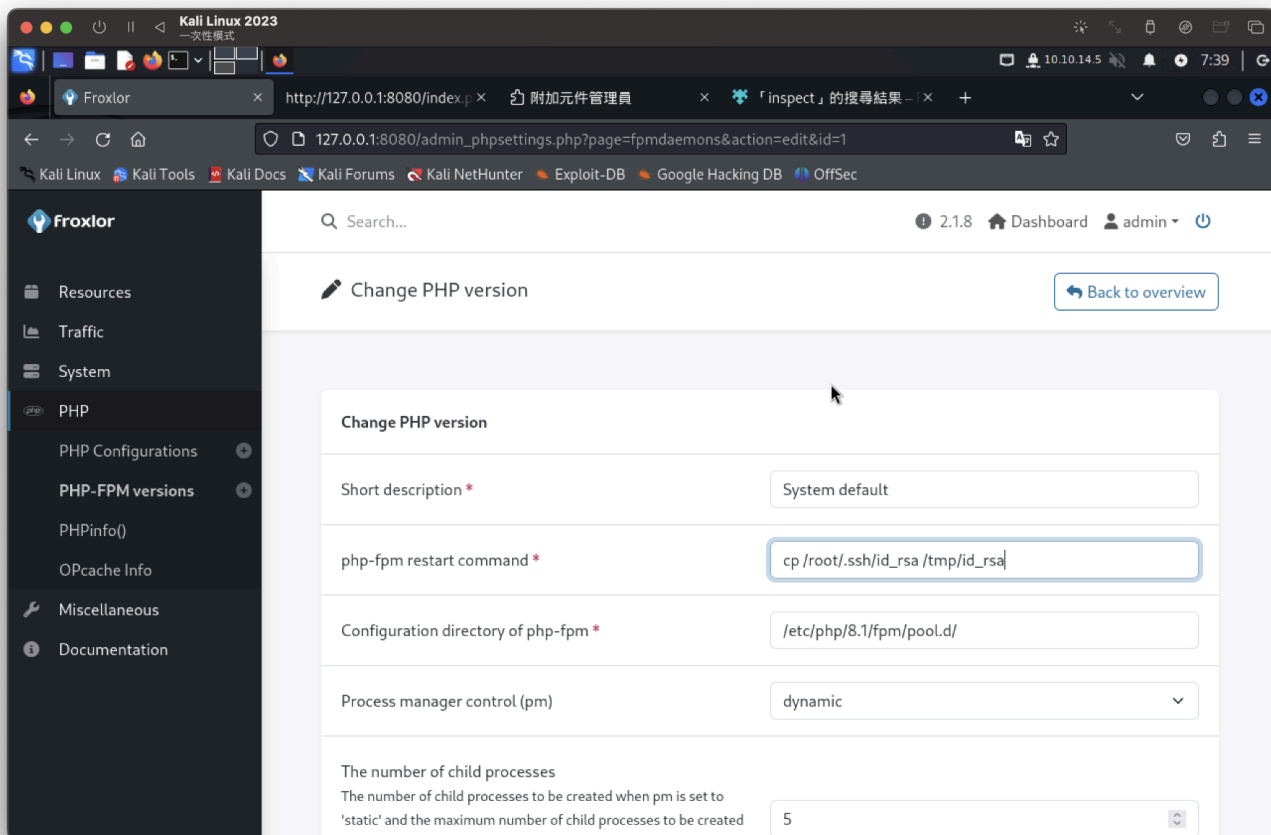 Kali Linux 2023
一次性模式
10.10.14.5
7:39
Froxlor
http://127.0.0.1:8080/index.p
附加元件管理員
「inspect」的搜尋結果 –
127.0.0.1:8080/admin_phpsettings.php?page=fpmdaemons&action=edit&id=1
Kali Linux Kali Tools Kali Docs Kali Forums Kali NetHunter Exploit-DB Google Hacking DB OffSec
froxlor
Search...
2.1.8 Dashboard admin
Change PHP version
Back to overview
Resources
Traffic
System
php PHP
PHP Configurations
PHP-FPM versions
PHPinfo()
OPcache Info
Miscellaneous
Documentation
Change PHP version
Short description *
System default
php-fpm restart command *
cp /root/.ssh/id_rsa /tmp/id_rsa
Configuration directory of php-fpm *
/etc/php/8.1/fpm/pool.d/
Process manager control (pm)
dynamic
The number of child processes
The number of child processes to be created when pm is set to
'static' and the maximum number of child processes to be created
5